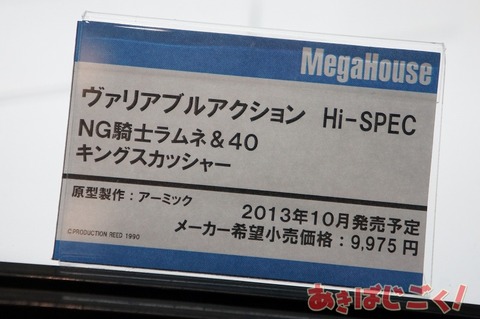 MegaHouse
ヴァリアブルアクション Hi-SPEC
NG騎士ラムネ&40
キングスカッシャー
原型製作：アーミック
2013年10月発売予定
メーカー希望小売価格：9,975円
©PRODUCTION REED 1990
あきばじごく!